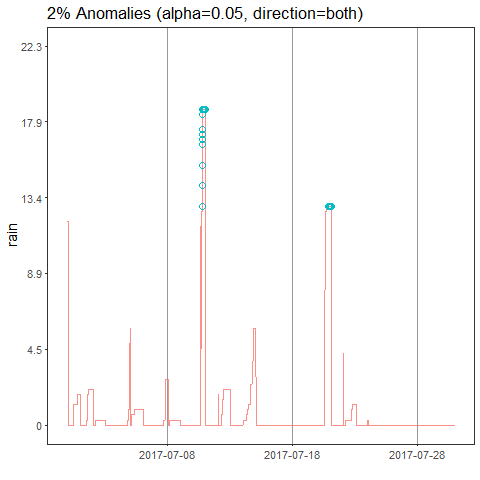 2% Anomalies (alpha=0.05, direction=both)
22.3
17.9
13.4
8.9
4.5
0
rain
2017-07-08 2017-07-18 2017-07-28